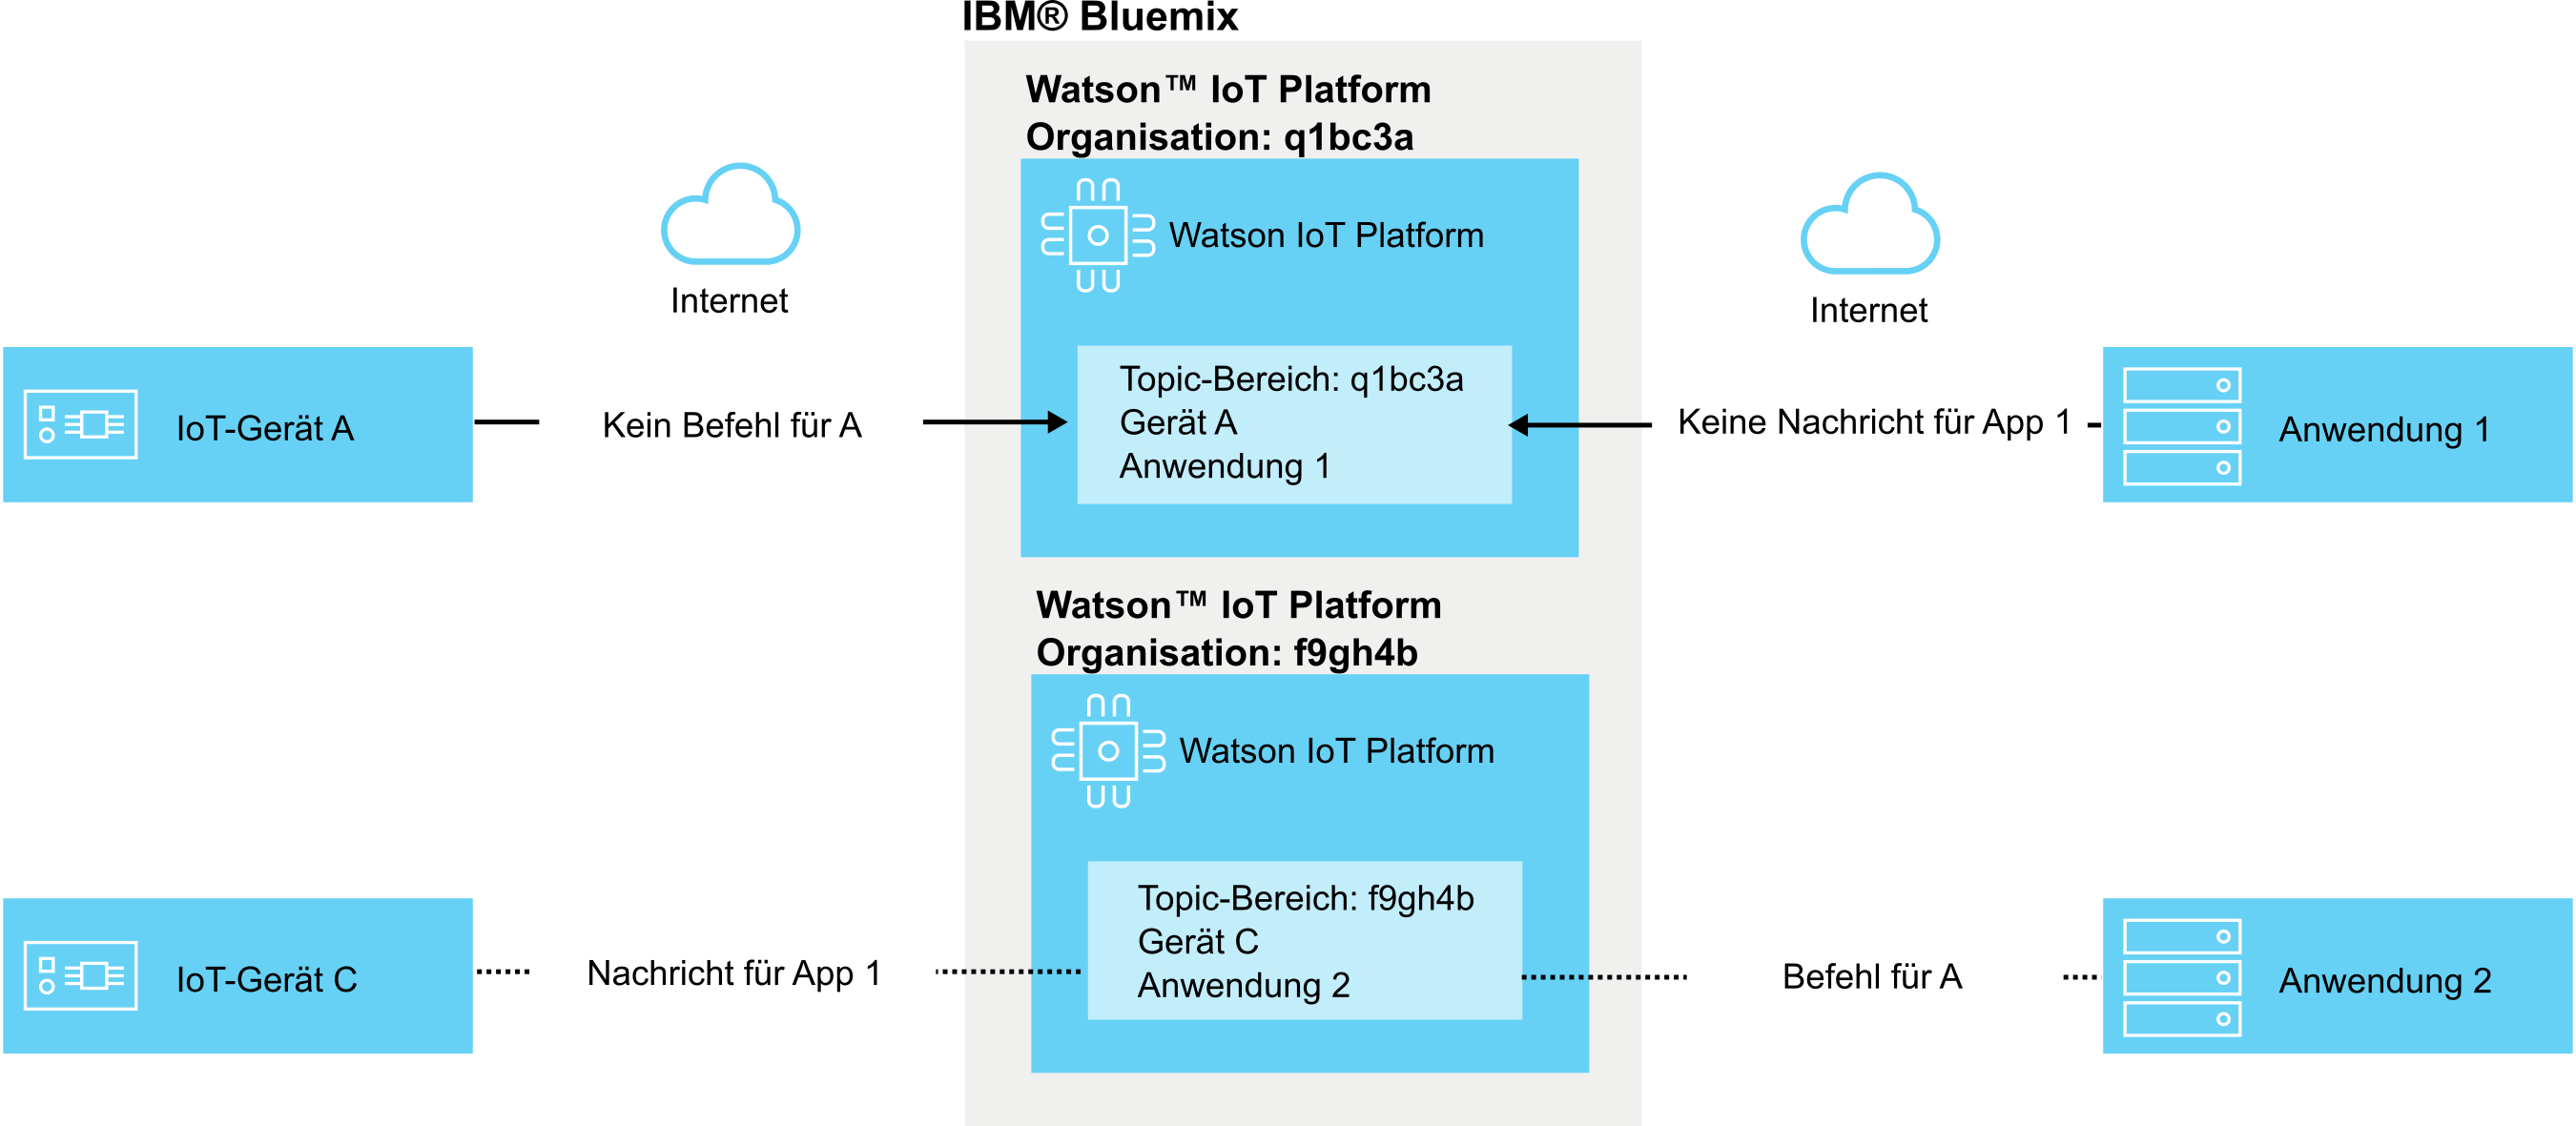 IBM® Bluemix
Watson™ IoT Platform
Organisation: q1bc3a
Watson IoT Platform
Internet
Internet
IoT-Gerät A
Kein Befehl für A
Topic-Bereich: q1bc3a
Gerät A
Anwendung 1
Keine Nachricht für App 1
Anwendung 1
Watson™ IoT Platform
Organisation: f9gh4b
Watson IoT Platform
IoT-Gerät C
Nachricht für App 1
Topic-Bereich: f9gh4b
Gerät C
Anwendung 2
Befehl für A
Anwendung 2